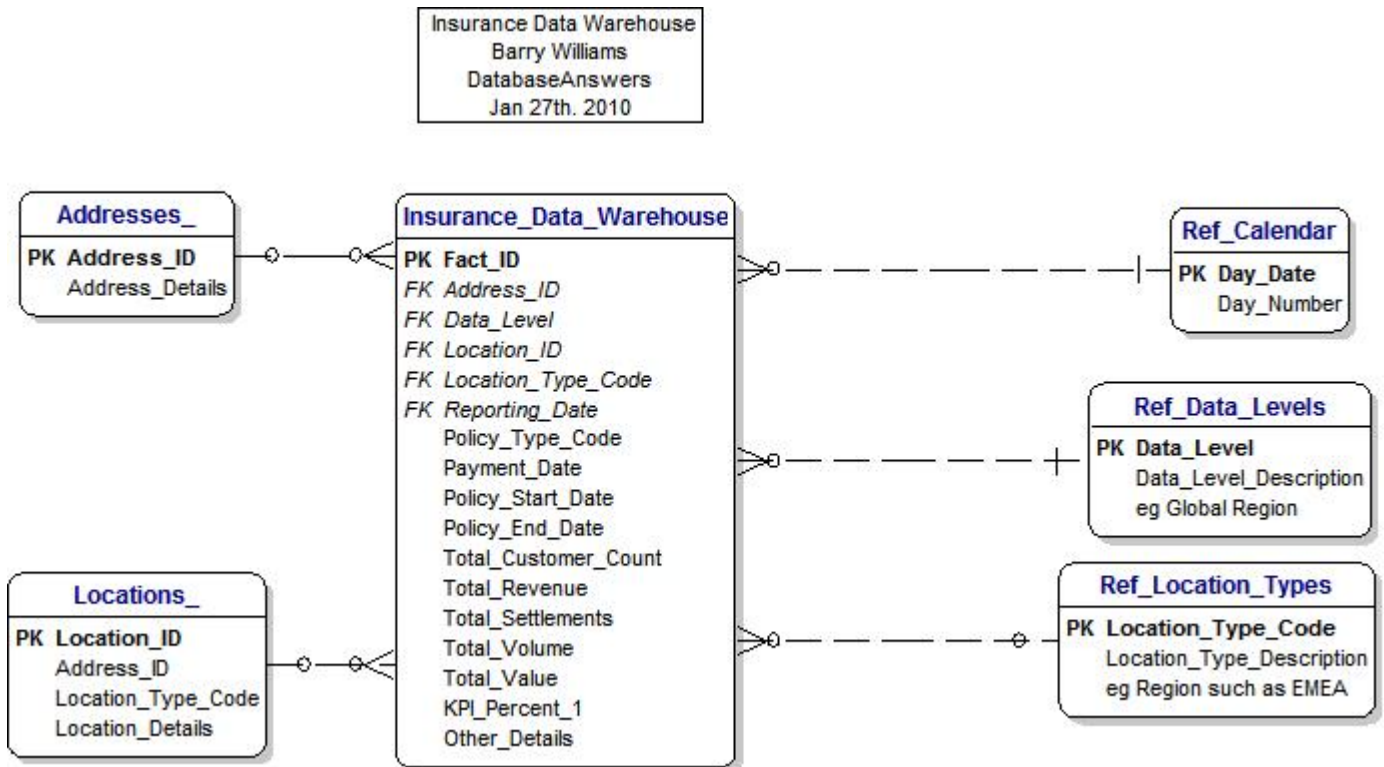 Insurance Data Warehouse
Barry Williams
DatabaseAnswers
Jan 27th. 2010
Addresses_
PK Address_ID
Address_Details
Insurance_Data_Warehouse
PK Fact_ID
FK Address_ID
FK Data_Level
FK Location_ID
FK Location_Type_Code
FK Reporting_Date
Policy_Type_Code
Payment_Date
Policy_Start_Date
Policy_End_Date
Total_Customer_Count
Total_Revenue
Total_Settlements
Total_Volume
Total_Value
KPI_Percent_1
Other_Details
Ref_Calendar
PK Day_Date
Day_Number
Ref_Data_Levels
PK Data_Level
Data_Level_Description
eg Global Region
Locations_
PK Location_ID
Address_ID
Location_Type_Code
Location_Details
Ref_Location_Types
PK Location_Type_Code
Location_Type_Description
eg Region such as EMEA